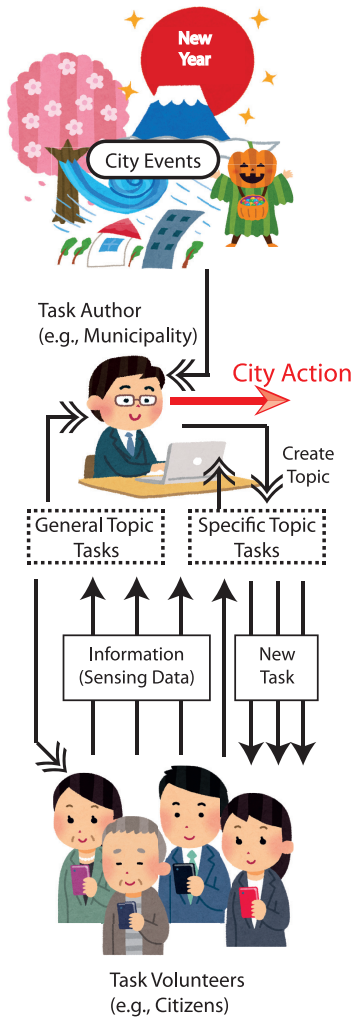 New
Year
City Events
Task Author
(e.g., Municipality)
City Action
Create
Topic
General Topic
Tasks
Specific Topic
Tasks
Information
(Sensing Data)
New
Task
Task Volunteers
(e.g., Citizens)